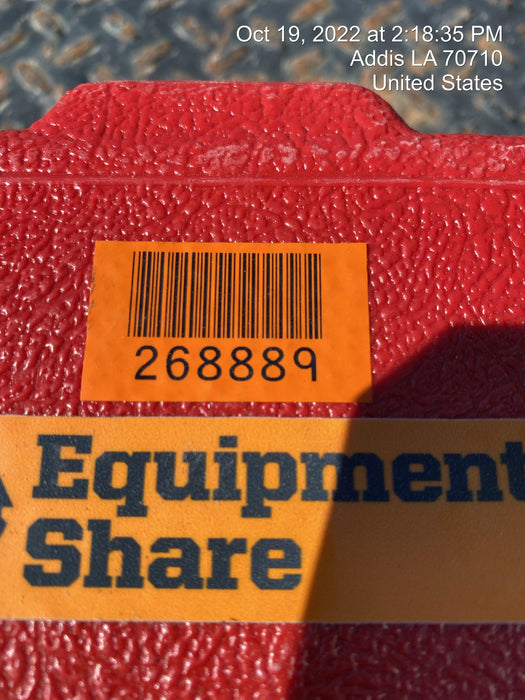 Oct 19, 2022 at 2:18:35 PM
Addis LA 70710
United States
268889
Equipment
Share